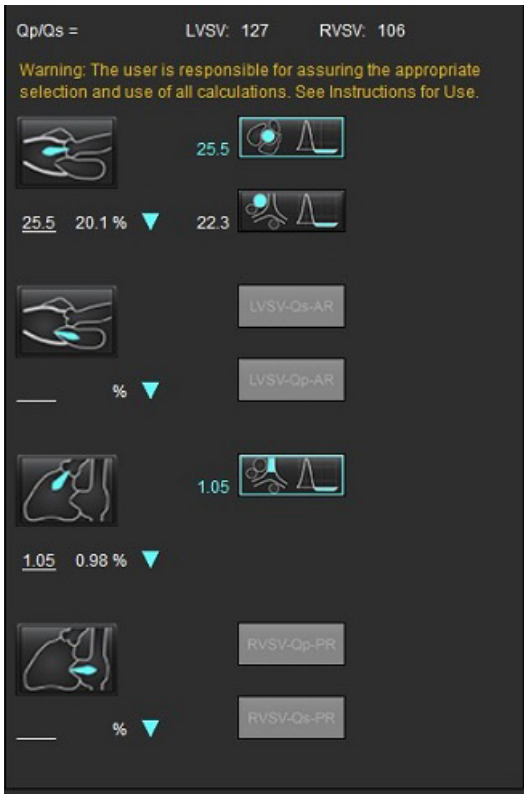 Qp/Qs = LVSV: 127 RVSV: 106
Warning: The user is responsible for assuring the appropriate
selection and use of all calculations. See Instructions for Use.
25.5
25.5 20.1 % 22.3
LVSV-Qs-AR
LVSV-Qp-AR
%
1.05
1.05 0.98 %
RVSV-Qp-PR
RVSV-Qs-PR
%